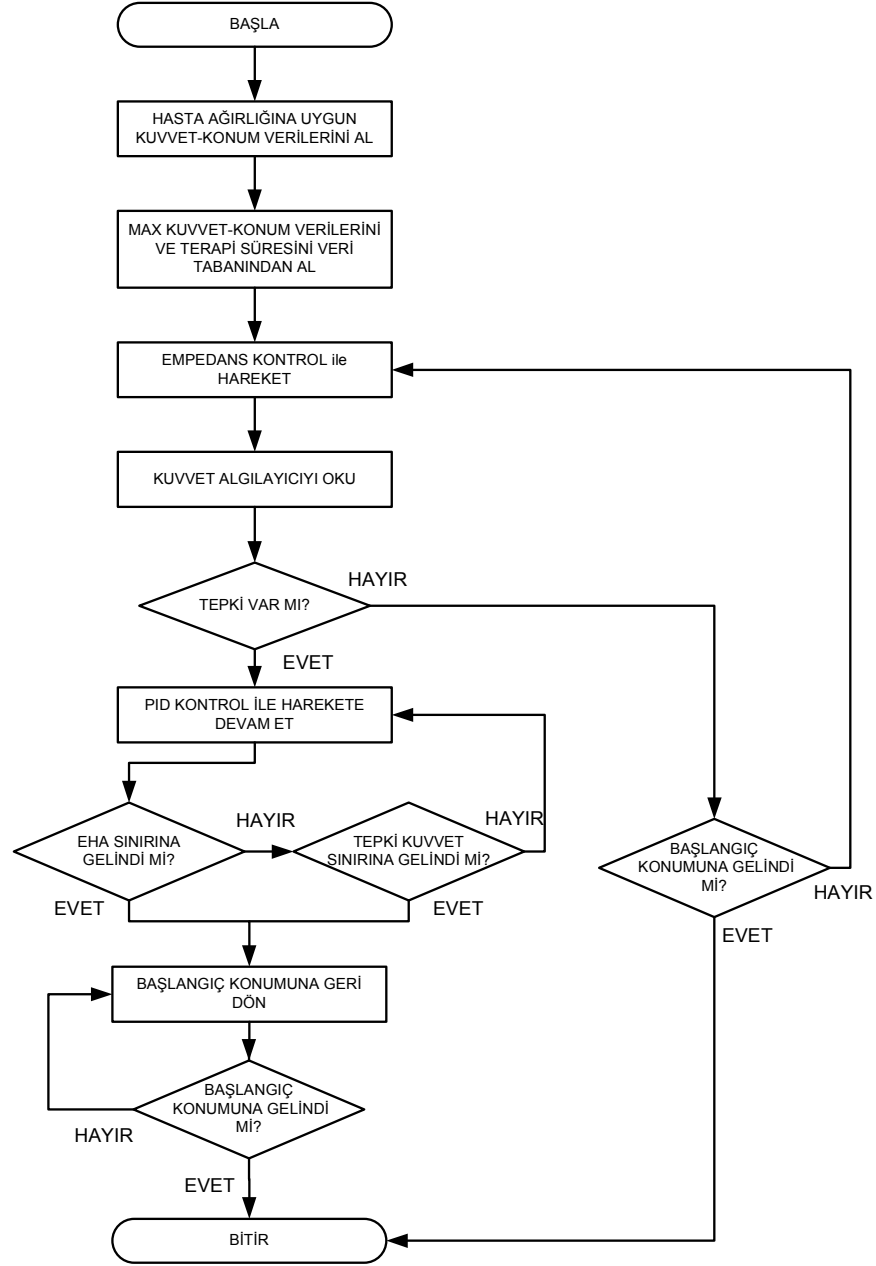 BAŞLA
HASTA AĞIRLIĞINA UYGUN
KUVVET-KONUM VERİLERİNİ AL
MAX KUVVET-KONUM VERİLERİNİ
VE TERAPİ SÜRESİNİ VERİ
TABANINDAN AL
EMPEDANS KONTROL ile
HAREKET
KUVVET ALGILAYICIYI OKU
TEPKİ VAR MI?
HAYIR
EVET
PID KONTROL İLE HAREKETE
DEVAM ET
EHA SINIRINA
GELİNDİ Mİ?
HAYIR
TEPKİ KUVVET
SINIRINA GELİNDİ Mİ?
HAYIR
EVET
EVET
BAŞLANGIÇ
KONUMUNA GELİNDİ
Mİ?
HAYIR
EVET
BAŞLANGIÇ KONUMUNA GERİ
DÖN
BAŞLANGIÇ
KONUMUNA GELİNDİ
Mİ?
HAYIR
EVET
BİTİR